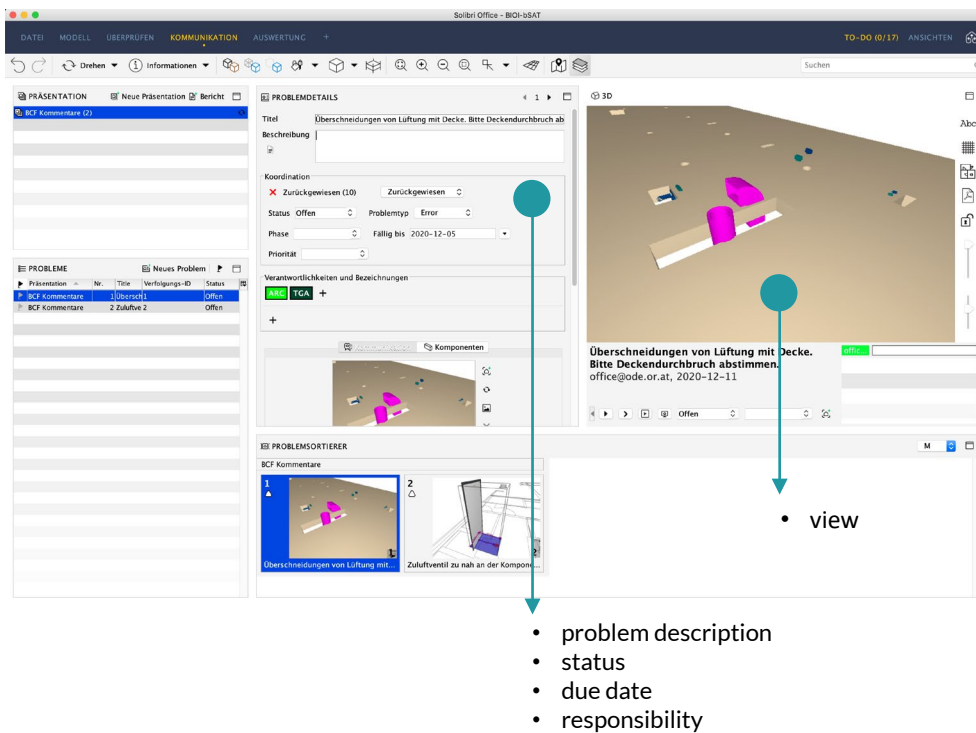 Solibri Office - BIOI-bSAT
DATEI MODELL ÜBERPRÜFEN KOMMUNIKATION AUSWERTUNG + TO-DO (0/17) ANSICHTEN
Drehen Informationen Suchen
PRÄSENTATION Neue Präsentation Bericht
BCF Kommentare (2)
PROBLEME Neues Problem
Präsentation Nr. Title Verfolgungs-ID Status
BCF Kommentare 1 Übersch 1 Offen
BCF Kommentare 2 Zuluftve 2 Offen
PROBLEMDETAILS 1
Titel Überschneidungen von Lüftung mit Decke. Bitte Deckendurchbruch ab
Beschreibung
Koordination
Zurückgewiesen (10) Zurückgewiesen
Status Offen Problemtyp Error
Phase Fällig bis 2020-12-05
Priorität
Verantwortlichkeiten und Bezeichnungen
ARC TGA +
+
Komponenten
3D
Abc
Überschneidungen von Lüftung mit Decke.
Bitte Deckendurchbruch abstimmen.
office@ode.or.at, 2020-12-11
offic...
Offen
PROBLEMSORTIERER M
BCF Kommentare
1 2
1 2
Überschneidungen von Lüftung mit... Zuluftventil zu nah an der Kompone...
• view
• problem description
• status
• due date
• responsibility